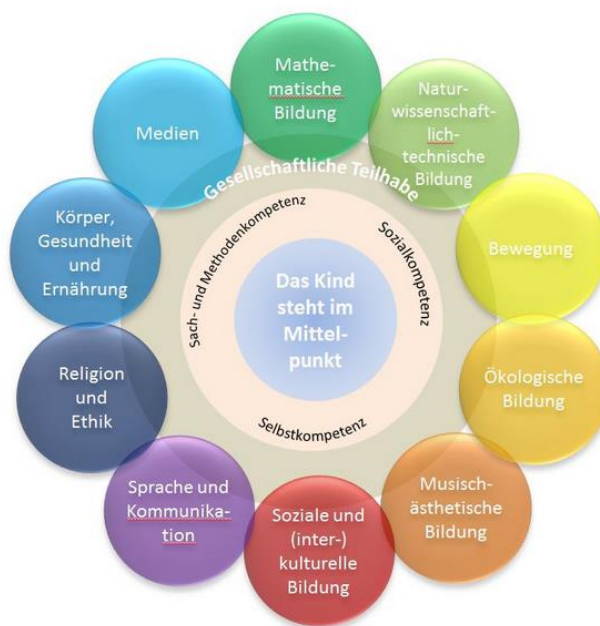 Mathe-
matische
Bildung
Natur-
wissenschaft-
lich-
technische
Bildung
Bewegung
Ökologische
Bildung
Musisch-
ästhetische
Bildung
Soziale und
(inter-)
kulturelle
Bildung
Sprache und
Kommunika-
tion
Religion
und
Ethik
Körper,
Gesundheit
und
Ernährung
Medien
Gesellschaftliche Teilhabe
Sach- und Methodenkompetenz
Sozialkompetenz
Selbstkompetenz
Das Kind
steht im
Mittel-
punkt